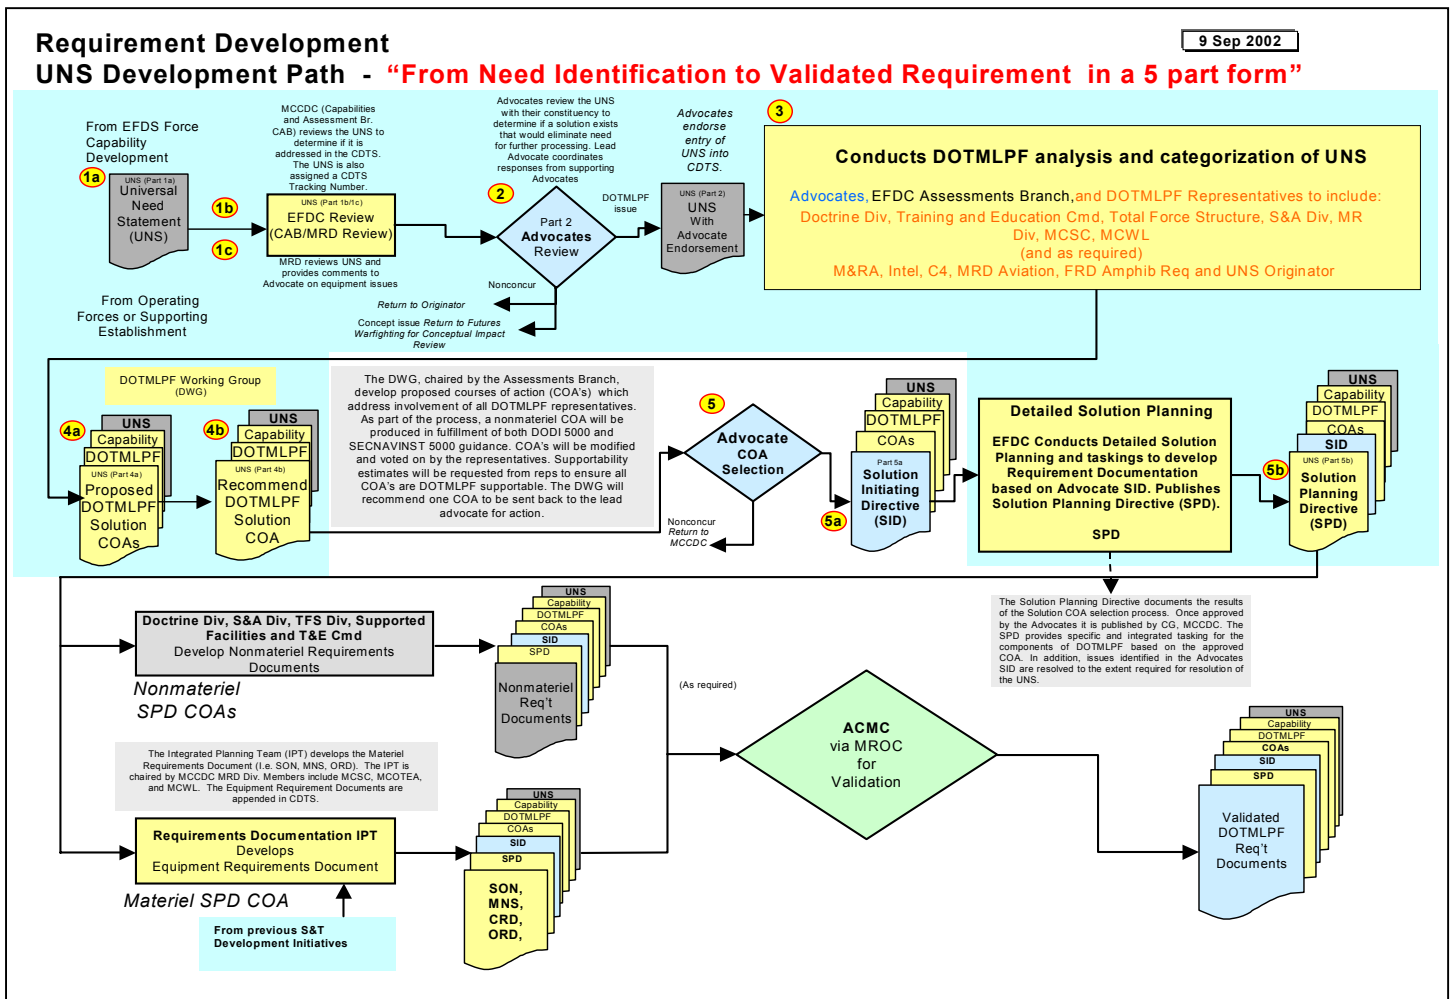 Requirement Development
9 Sep 2002
UNS Development Path - “From Need Identification to Validated Requirement in a 5 part form”
From EFDS Force
Capability
Development
1a
UNS (Part 1a)
Universal
Need
Statement
(UNS)
From Operating
Forces or Supporting
Establishment
1b
1c
MCCDC (Capabilities
and Assessment Br.
CAB) reviews the UNS to
determine if it is
addressed in the CDTS.
The UNS is also
assigned a CDTS
Tracking Number.
UNS (Part 1b/1c)
EFDC Review
(CAB/MRD Review)
MRD reviews UNS and
provides comments to
Advocate on equipment issues
Advocates review the UNS
with their constituency to
determine if a solution exists
that would eliminate need
for further processing. Lead
Advocate coordinates
responses from supporting
Advocates
2
Part 2
Advocates
Review
DOTMLPF
issue
Nonconcur
Return to Originator
Concept issue Return to Futures
Warfighting for Conceptual Impact
Review
Advocates
endorse
entry of
UNS into
CDTS.
UNS (Part 2)
UNS
With
Advocate
Endorsement
3
Conducts DOTMLPF analysis and categorization of UNS
Advocates, EFDC Assessments Branch, and DOTMLPF Representatives to include:
Doctrine Div, Training and Education Cmd, Total Force Structure, S&A Div, MR
Div, MCSC, MCWL
(and as required)
M&RA, Intel, C4, MRD Aviation, FRD Amphib Req and UNS Originator
DOTMLPF Working Group
(DWG)
4a
UNS
Capability
DOTMLPF
UNS (Part 4a)
Proposed
DOTMLPF
Solution
COAs
4b
UNS
Capability
DOTMLPF
UNS (Part 4b)
Recommend
DOTMLPF
Solution
COA
The DWG, chaired by the Assessments Branch,
develop proposed courses of action (COA's) which
address involvement of all DOTMLPF representatives.
As part of the process, a nonmateriel COA will be
produced in fulfillment of both DODI 5000 and
SECNAVINST 5000 guidance. COA's will be modified
and voted on by the representatives. Supportability
estimates will be requested from reps to ensure all
COA's are DOTMLPF supportable. The DWG will
recommend one COA to be sent back to the lead
advocate for action.
5
Advocate
COA
Selection
Nonconcur
Return to
MCCDC
5a
UNS
Capability
DOTMLPF
COAs
Part 5a
Solution
Initiating
Directive
(SID)
Detailed Solution Planning
EFDC Conducts Detailed Solution
Planning and taskings to develop
Requirement Documentation
based on Advocate SID. Publishes
Solution Planning Directive (SPD).
SPD
5b
UNS
Capability
DOTMLPF
COAs
SID
UNS (Part 5b)
Solution
Planning
Directive
(SPD)
The Solution Planning Directive documents the results
of the Solution COA selection process. Once approved
by the Advocates it is published by CG, MCCDC. The
SPD provides specific and integrated tasking for the
components of DOTMLPF based on the approved
COA. In addition, issues identified in the Advocates
SID are resolved to the extent required for resolution of
the UNS.
Doctrine Div, S&A Div, TFS Div, Supported
Facilities and T&E Cmd
Develop Nonmateriel Requirements
Documents
Nonmateriel
SPD COAs
UNS
Capability
DOTMLPF
COAs
SID
SPD
Nonmateriel
Req't
Documents
(As required)
The Integrated Planning Team (IPT) develops the Materiel
Requirements Document (I.e. SON, MNS, ORD). The IPT is
chaired by MCCDC MRD Div. Members include MCSC, MCOTEA,
and MCWL. The Equipment Requirement Documents are
appended in CDTS.
Requirements Documentation IPT
Develops
Equipment Requirements Document
Materiel SPD COA
From previous S&T
Development Initiatives
UNS
Capability
DOTMLPF
COAs
SID
SPD
SON,
MNS,
CRD,
ORD,
ACMC
via MROC
for
Validation
UNS
Capability
DOTMLPF
COAs
SID
SPD
Validated
DOTMLPF
Req't
Documents